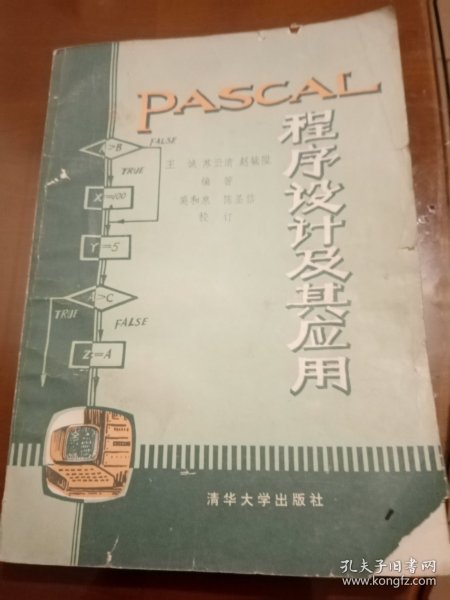 PASCAL
程序设计及其应用
编著
校订
A>B
FALSE
TRUE
X=100
Y=5
A>C
TRUE
FALSE
Z=A
清华大学出版社
孔夫子旧书网
www.kongfz.com